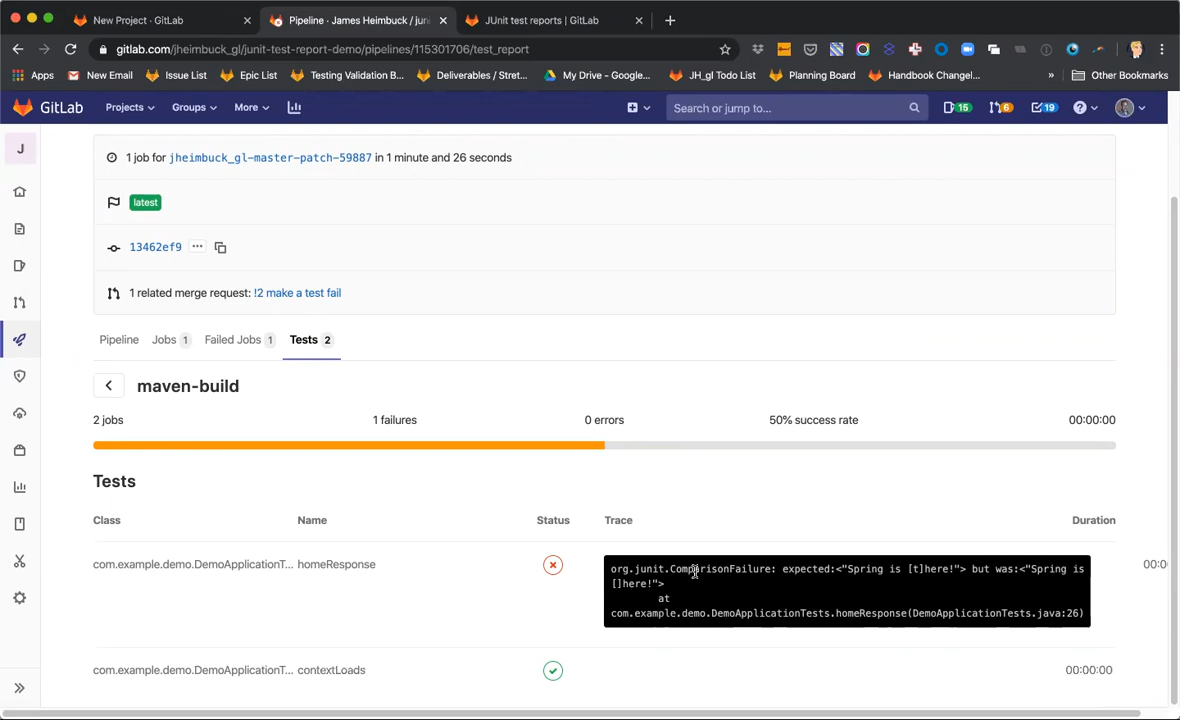 New Project · GitLab
Pipeline · James Heimbuck / juni
JUnit test reports | GitLab
gitlab.com/jheimbuck_gl/junit-test-report-demo/pipelines/115301706/test_report
Apps
New Email
Issue List
Epic List
Testing Validation B...
Deliverables / Stret...
My Drive - Google...
JH_gl Todo List
Planning Board
Handbook Changel...
»
Other Bookmarks
GitLab
Projects
Groups
More
Search or jump to...
15
6
19
J
1 job for jheimbuck_gl-master-patch-59887 in 1 minute and 26 seconds
latest
13462ef9
1 related merge request: !2 make a test fail
Pipeline
Jobs 1
Failed Jobs 1
Tests 2
maven-build
2 jobs
1 failures
0 errors
50% success rate
00:00:00
Tests
Class
Name
Status
Trace
Duration
com.example.demo.DemoApplicationT...
homeResponse
org.junit.ComparisonFailure: expected:<"Spring is [t]here!"> but was:<"Spring is
[]here!">
at
com.example.demo.DemoApplicationTests.homeResponse(DemoApplicationTests.java:26)
00:0
com.example.demo.DemoApplicationT...
contextLoads
00:00:00